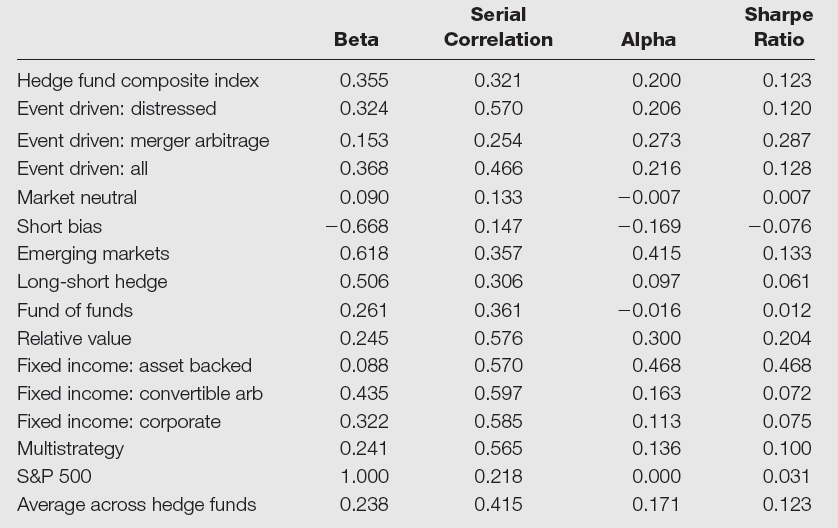 Serial Sharpe
Beta Correlation Alpha Ratio
Hedge fund composite index 0.355 0.321 0.200 0.123
Event driven: distressed 0.324 0.570 0.206 0.120
Event driven: merger arbitrage 0.153 0.254 0.273 0.287
Event driven: all 0.368 0.466 0.216 0.128
Market neutral 0.090 0.133 −0.007 0.007
Short bias −0.668 0.147 −0.169 −0.076
Emerging markets 0.618 0.357 0.415 0.133
Long-short hedge 0.506 0.306 0.097 0.061
Fund of funds 0.261 0.361 −0.016 0.012
Relative value 0.245 0.576 0.300 0.204
Fixed income: asset backed 0.088 0.570 0.468 0.468
Fixed income: convertible arb 0.435 0.597 0.163 0.072
Fixed income: corporate 0.322 0.585 0.113 0.075
Multistrategy 0.241 0.565 0.136 0.100
S&P 500 1.000 0.218 0.000 0.031
Average across hedge funds 0.238 0.415 0.171 0.123